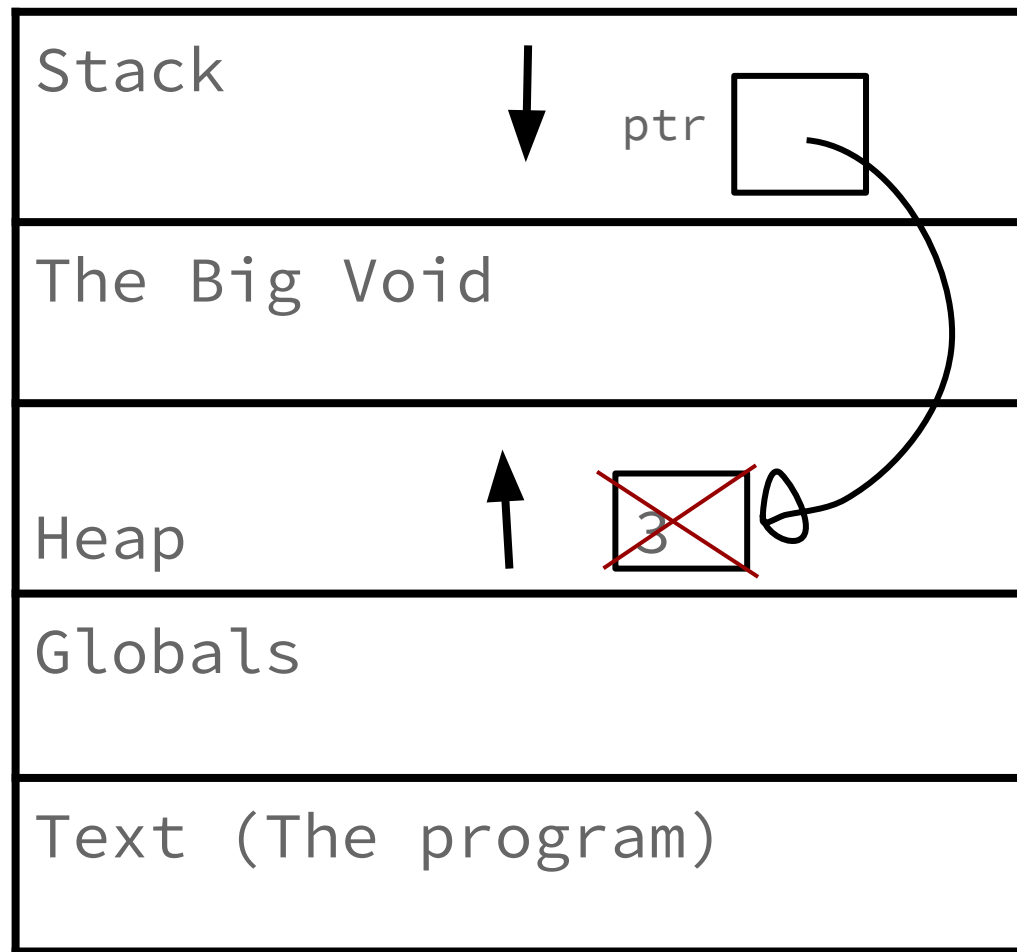 Stack
ptr
The Big Void
Heap
3
Globals
Text (The program)